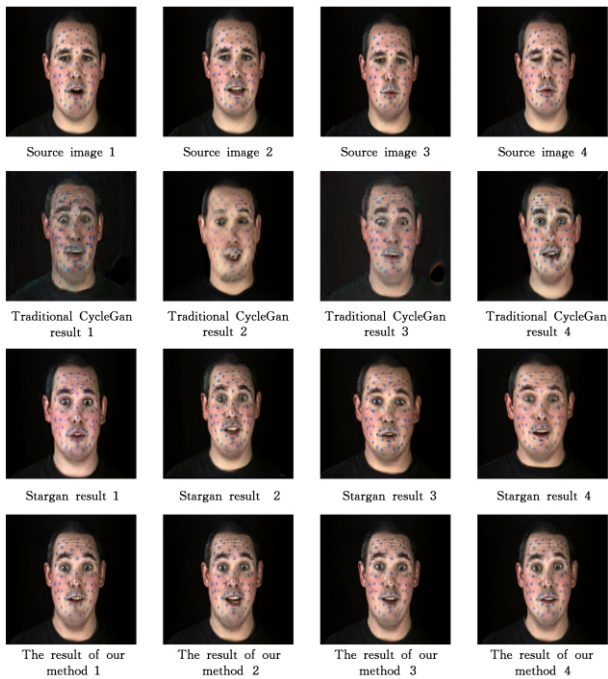 Source image 1
Source image 2
Source image 3
Source image 4
Traditional CycleGan
result 1
Traditional CycleGan
result 2
Traditional CycleGan
result 3
Traditional CycleGan
result 4
Stargan result 1
Stargan result 2
Stargan result 3
Stargan result 4
The result of our
method 1
The result of our
method 2
The result of our
method 3
The result of our
method 4